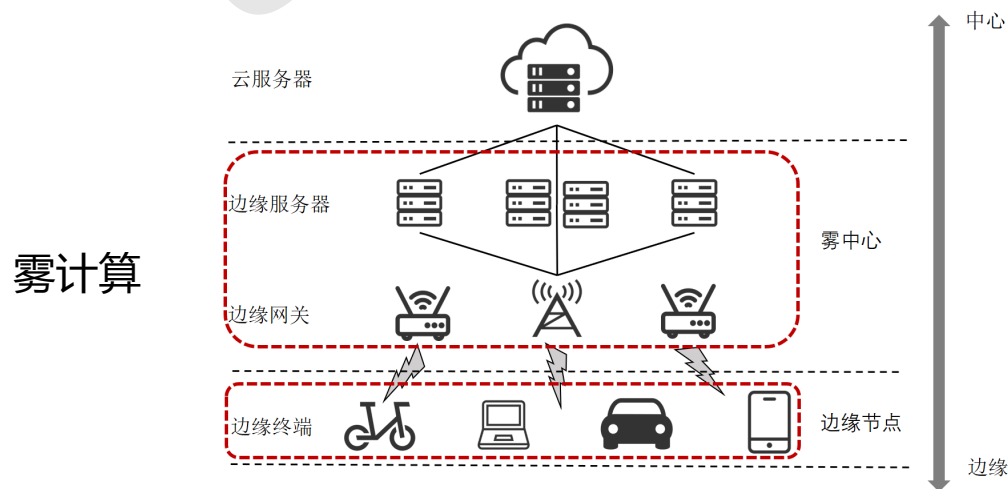 中心
云服务器
边缘服务器
雾中心
雾计算
边缘网关
边缘终端
边缘节点
边缘